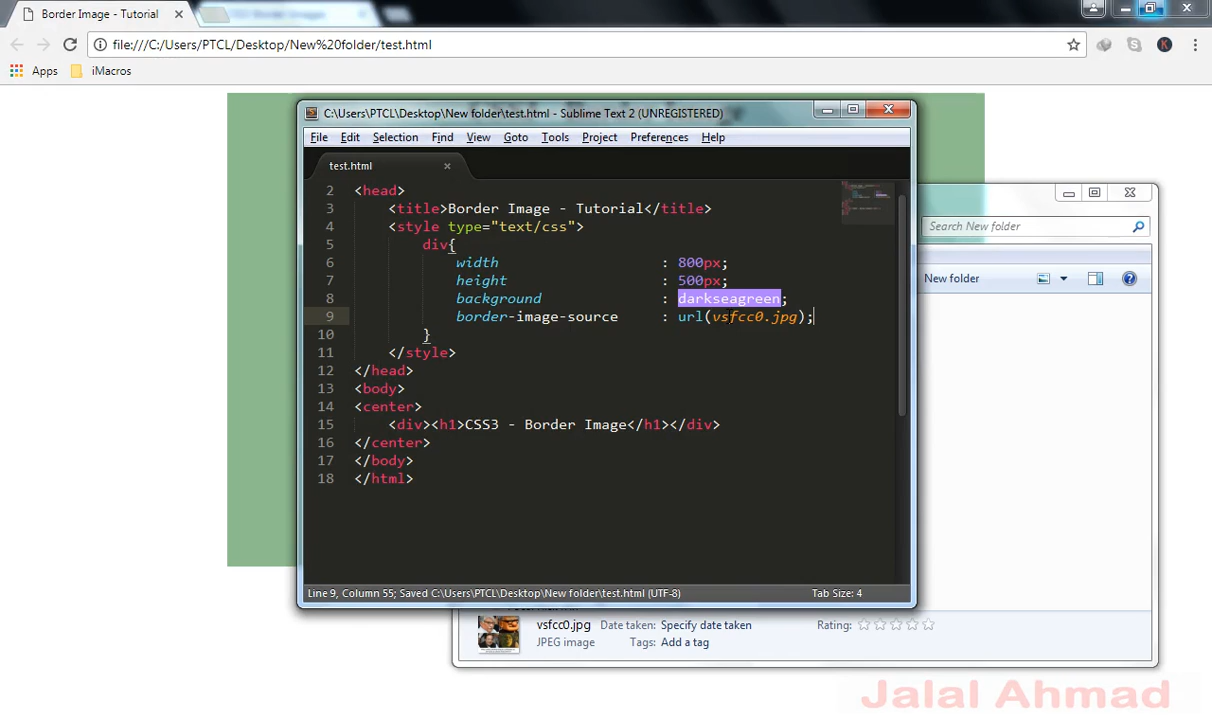 Border Image - Tutorial
file:///C:/Users/PTCL/Desktop/New%20folder/test.html
K
Apps
iMacros
C:\Users\PTCL\Desktop\New folder\test.html - Sublime Text 2 (UNREGISTERED)
File Edit Selection Find View Goto Tools Project Preferences Help
test.html
2 <head>
3 <title>Border Image - Tutorial</title>
4 <style type="text/css">
5 div{
6 width : 800px;
7 height : 500px;
8 background : darkseagreen;
9 border-image-source : url(vsfcc0.jpg);
10 }
11 </style>
12 </head>
13 <body>
14 <center>
15 <div><h1>CSS3 - Border Image</h1></div>
16 </center>
17 </body>
18 </html>
Line 9, Column 55; Saved C:\Users\PTCL\Desktop\New folder\test.html (UTF-8) Tab Size: 4
Search New folder
New folder
vsfcc0.jpg Date taken: Specify date taken Rating:
JPEG image Tags: Add a tag
Jalal Ahmad